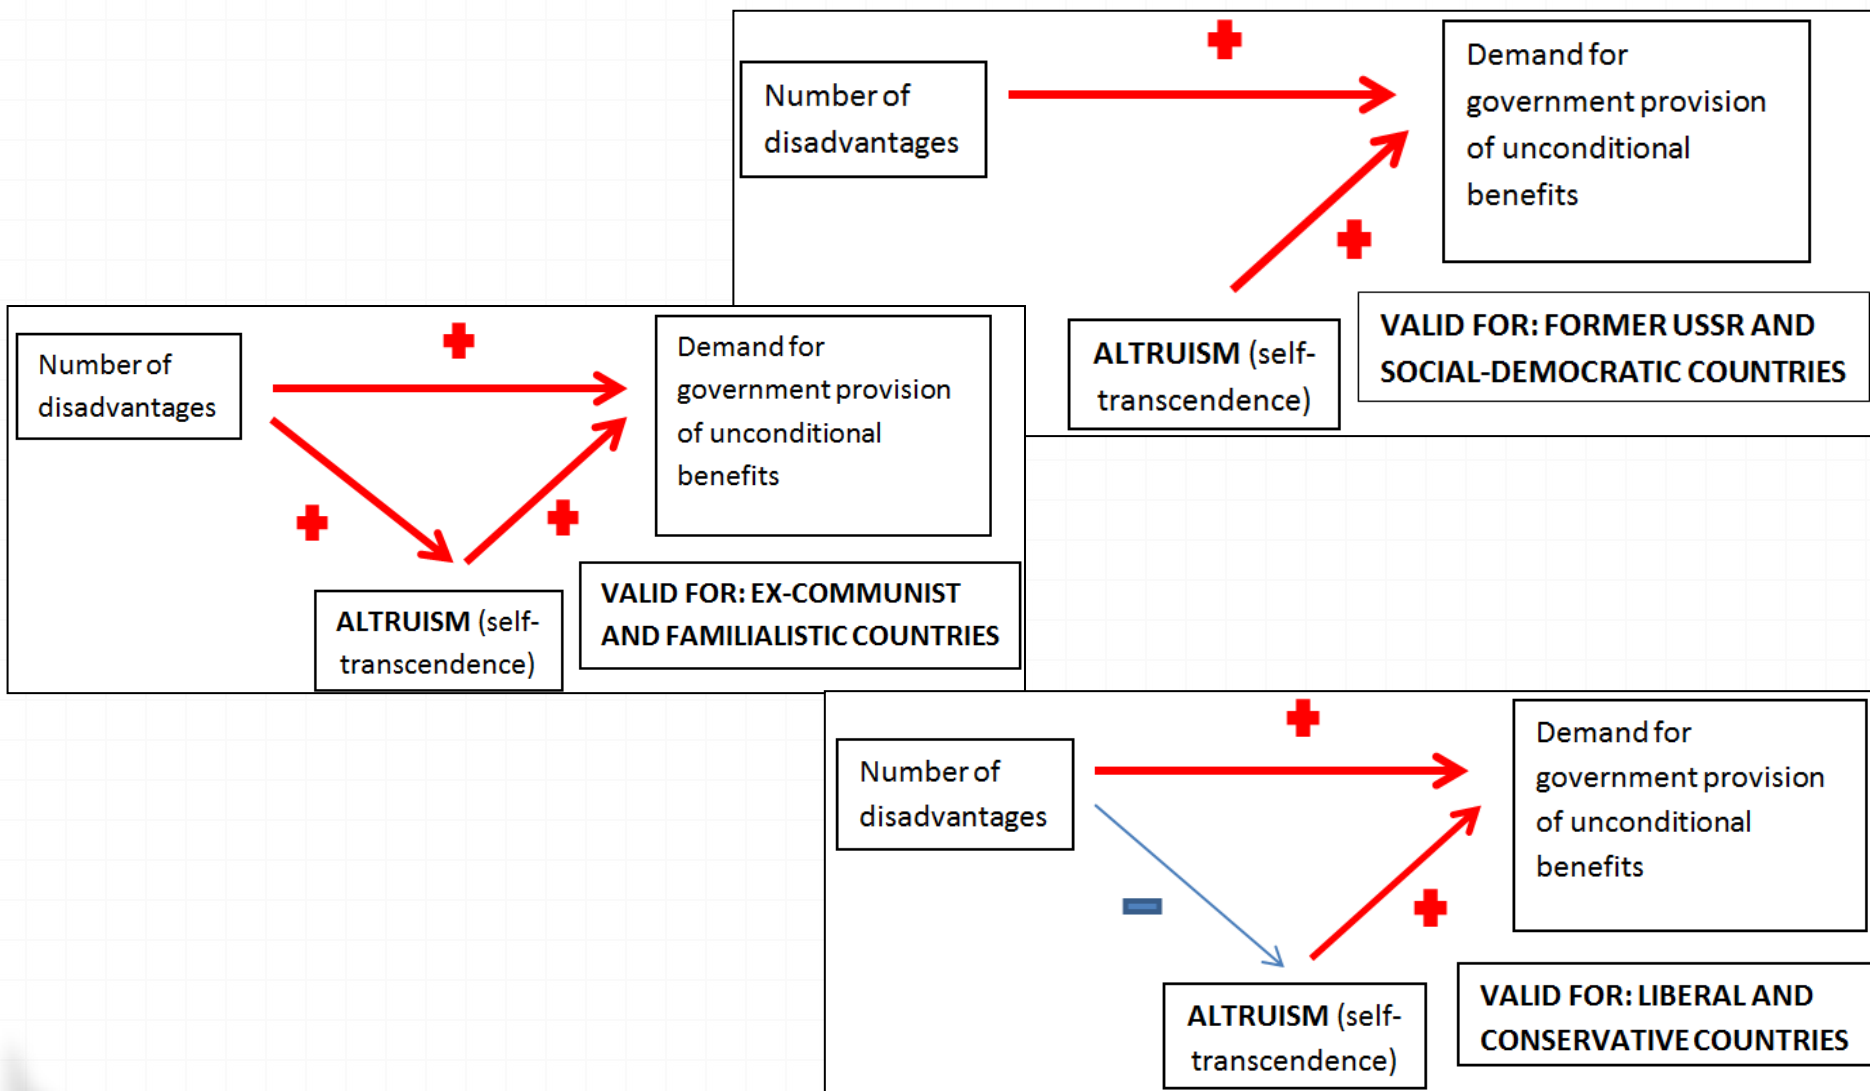 Number of
disadvantages
Demand for
government provision
of unconditional
benefits
ALTRUISM (self-
transcendence)
VALID FOR: FORMER USSR AND
SOCIAL-DEMOCRATIC COUNTRIES
Number of
disadvantages
Demand for
government provision
of unconditional
benefits
ALTRUISM (self-
transcendence)
VALID FOR: EX-COMMUNIST
AND FAMILIALISTIC COUNTRIES
Number of
disadvantages
Demand for
government provision
of unconditional
benefits
ALTRUISM (self-
transcendence)
VALID FOR: LIBERAL AND
CONSERVATIVE COUNTRIES